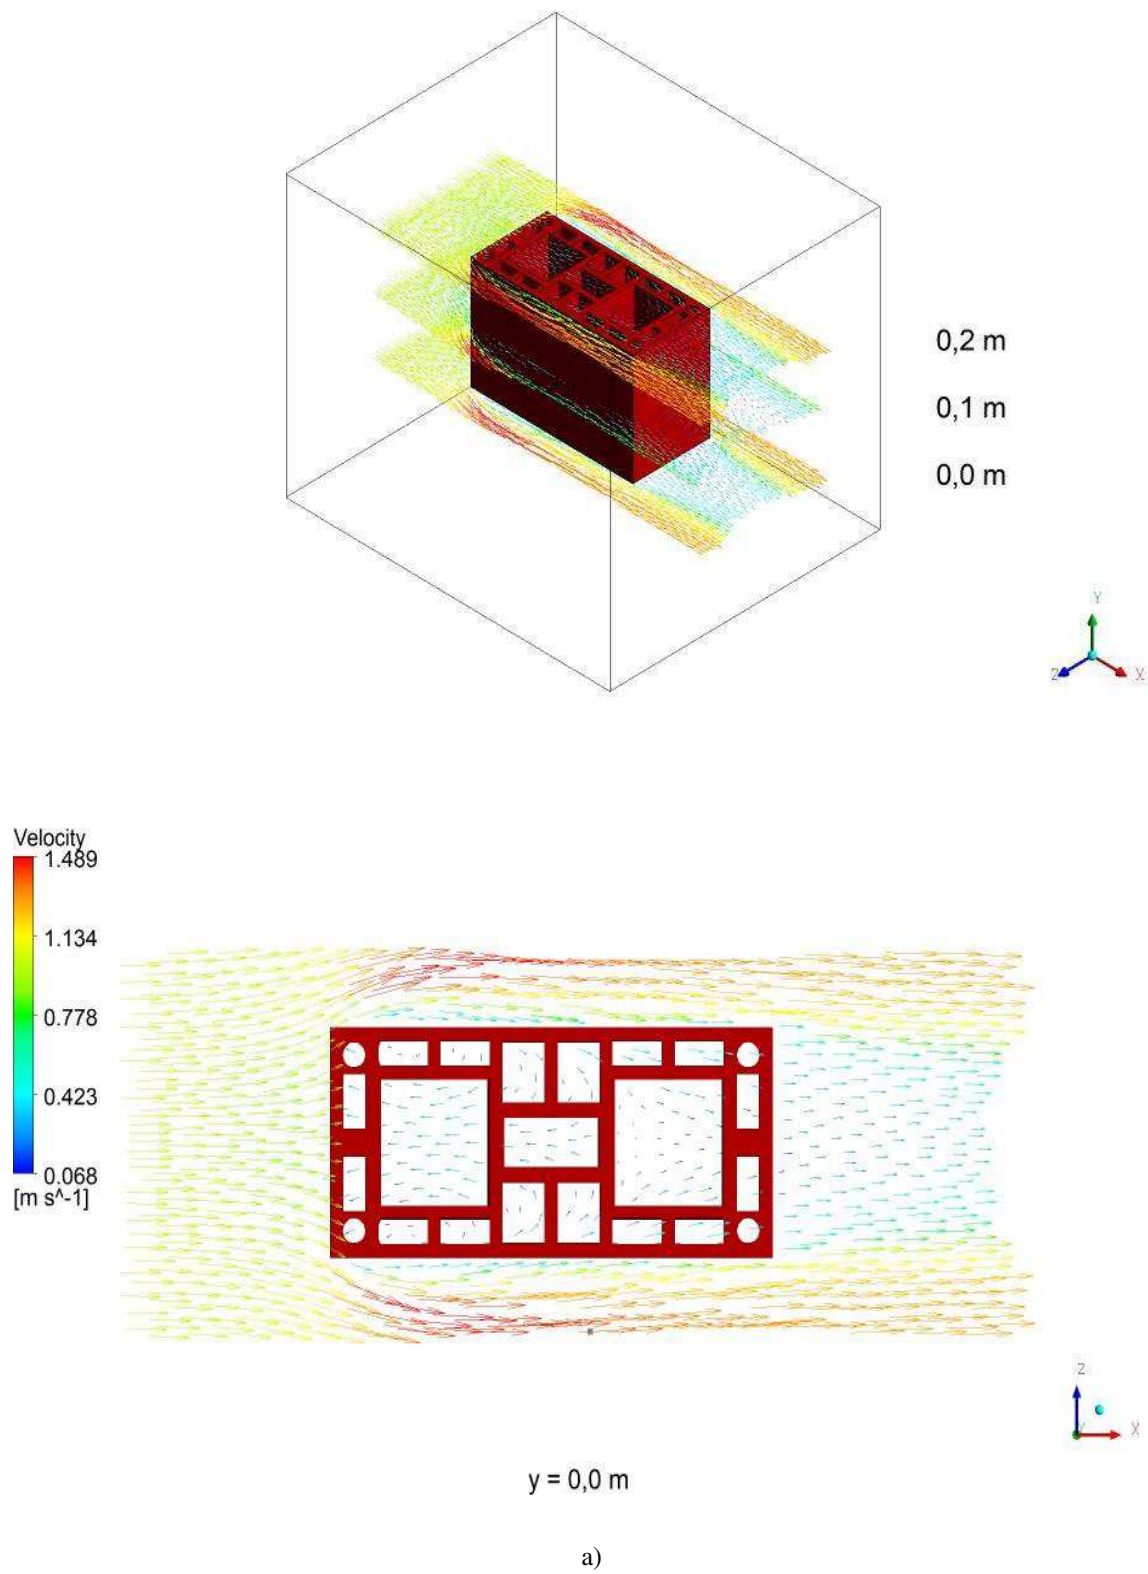 0,2 m
0,1 m
0,0 m
Y
Z
X
Velocity
1.489
1.134
0.778
0.423
0.068
[m s^-1]
Z
Y
X
y = 0,0 m
a)